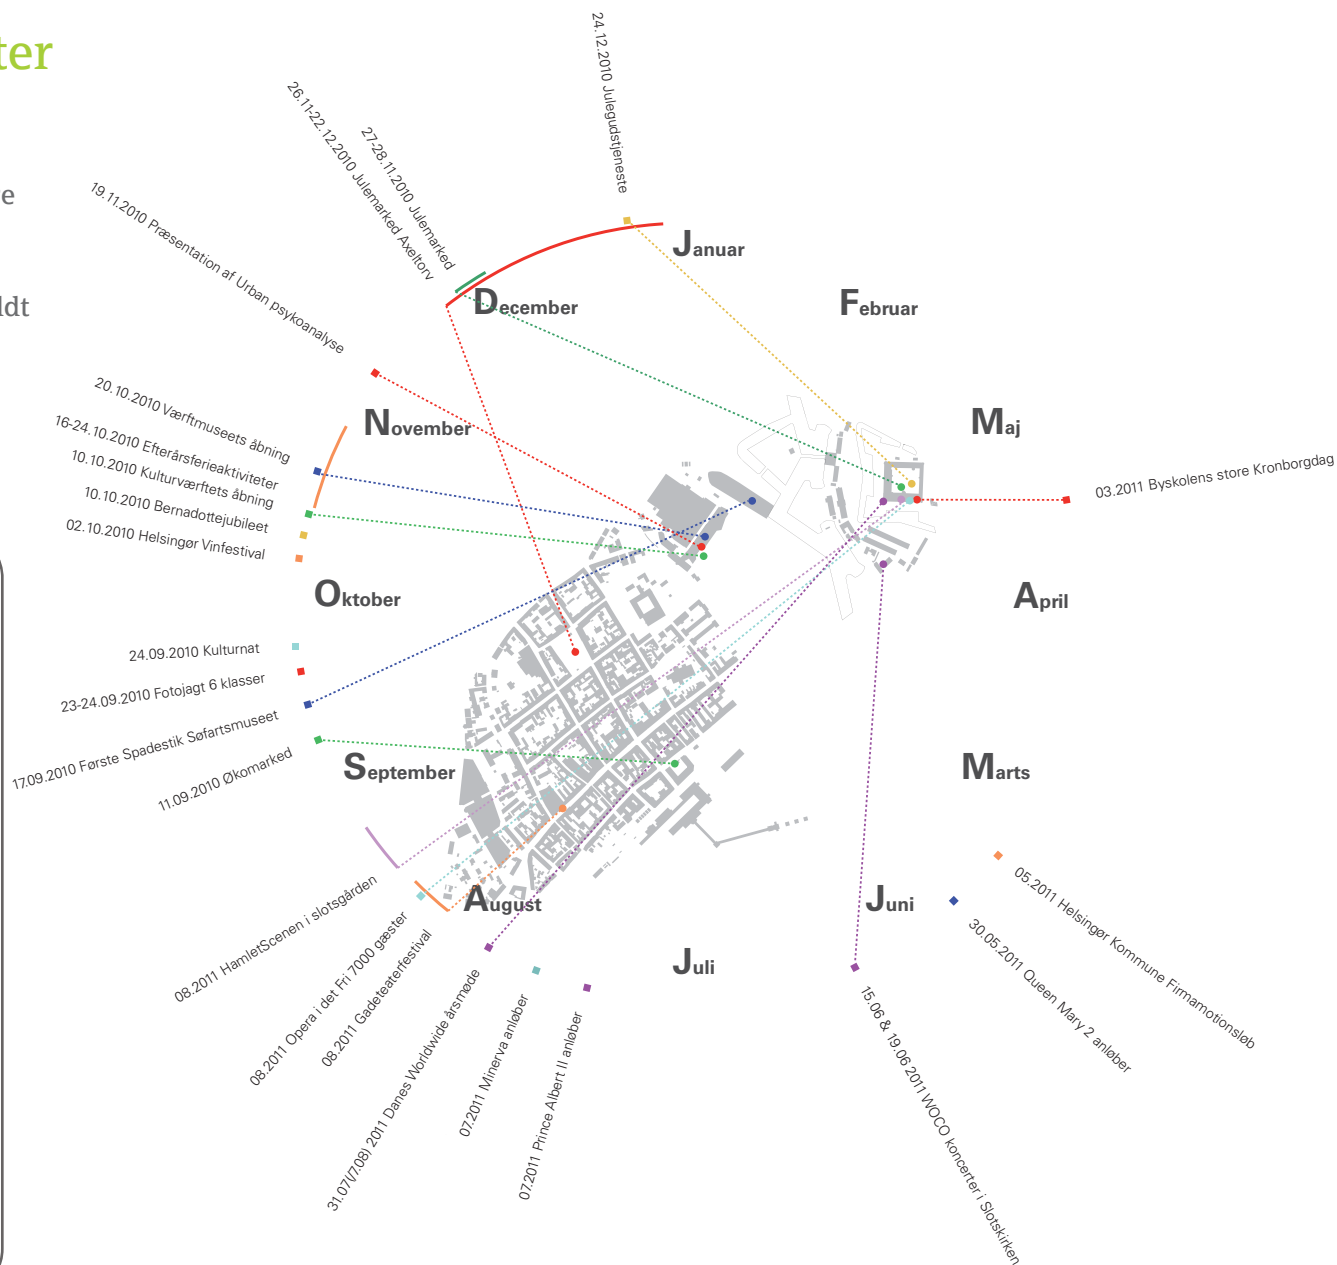 ter
e
ldt
24.12.2010 Julegudstjeneste
27-28.11.2010 Julemarked
26.11-22.12.2010 Julemarked Axeltorv
19.11.2010 Præsentation af Urban psykoanalyse
20.10.2010 Værftmuseets åbning
16-24.10.2010 Efterårsferieaktiviteter
10.10.2010 Kulturværftets åbning
10.10.2010 Bernadottejubileet
02.10.2010 Helsingør Vinfestival
24.09.2010 Kulturnat
23-24.09.2010 Fotojagt 6 klasser
17.09.2010 Første Spadestik Søfartsmuseet
11.09.2010 Økomarked
08.2011 HamletScenen i slotsgården
08.2011 Opera i det Fri 7000 gæster
08.2011 Gadeteaterfestival
31.07(/7.08) 2011 Danes Worldwide årsmøde
07.2011 Minerva anløber
07.2011 Prince Albert II anløber
15.06 & 19.06 2011 WOCO koncerter i Slotskirken
30.05.2011 Queen Mary 2 anløber
05.2011 Helsingør Kommune Firmamotionsløb
03.2011 Byskolens store Kronborgdag
Januar
Februar
Maj
April
Marts
Juni
Juli
August
September
Oktober
November
December